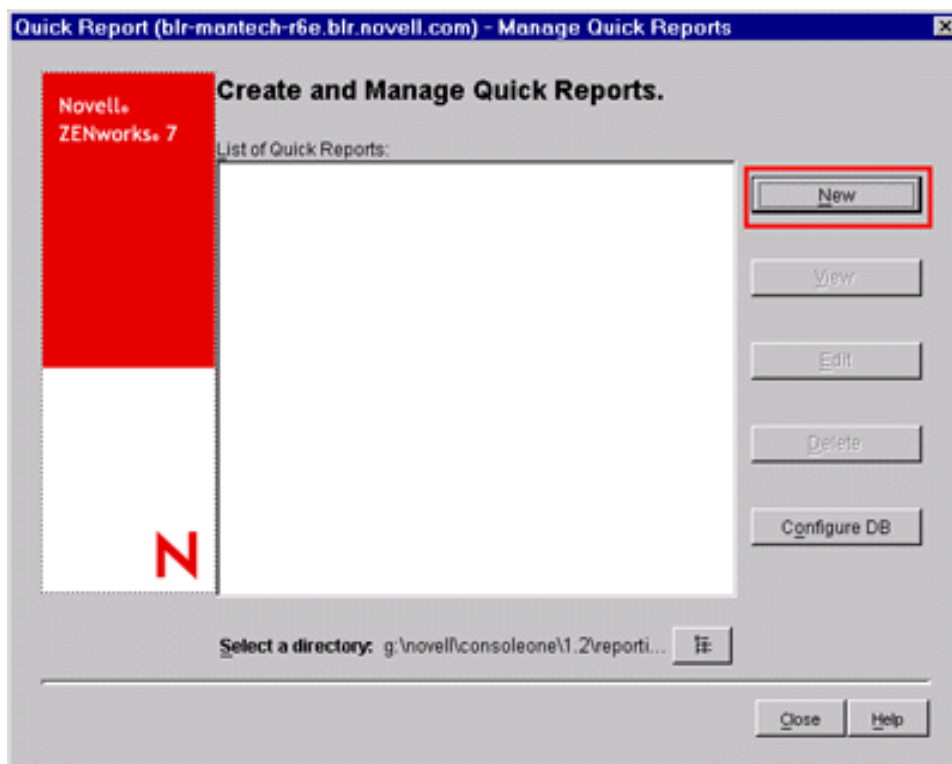 Quick Report (blr-mantech-r6e.blr.novell.com) - Manage Quick Reports
Novell®
ZENworks® 7
Create and Manage Quick Reports.
List of Quick Reports:
New
View
Edit
Delete
Configure DB
N
Select a directory: g:\novell\consoleone\1.2\reporti...
Close
Help